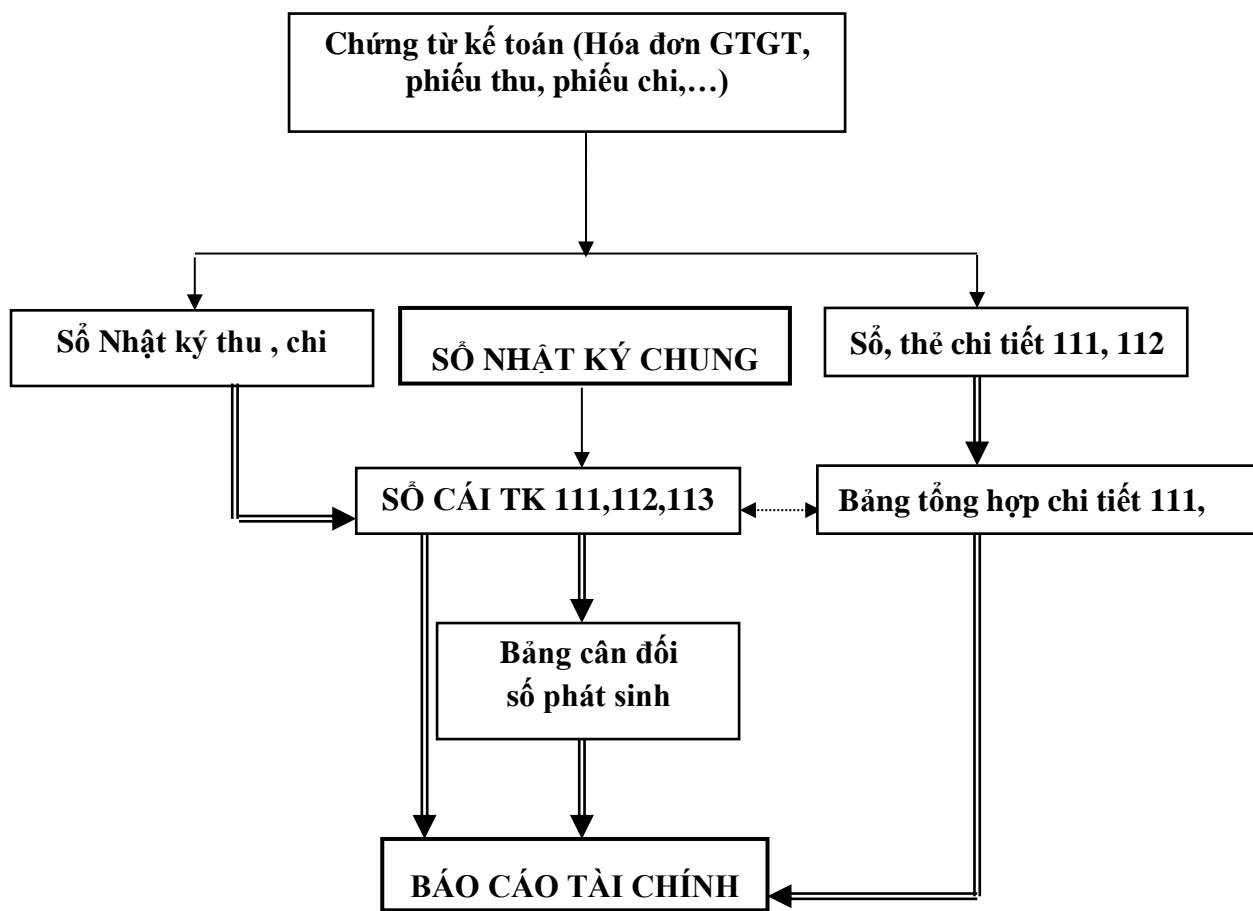 Chứng từ kế toán (Hóa đơn GTGT,
phiếu thu, phiếu chi,…)
Sổ Nhật ký thu , chi
SỔ NHẬT KÝ CHUNG
Sổ, thẻ chi tiết 111, 112
SỔ CÁI TK 111,112,113
Bảng tổng hợp chi tiết 111,
Bảng cân đối
số phát sinh
BÁO CÁO TÀI CHÍNH